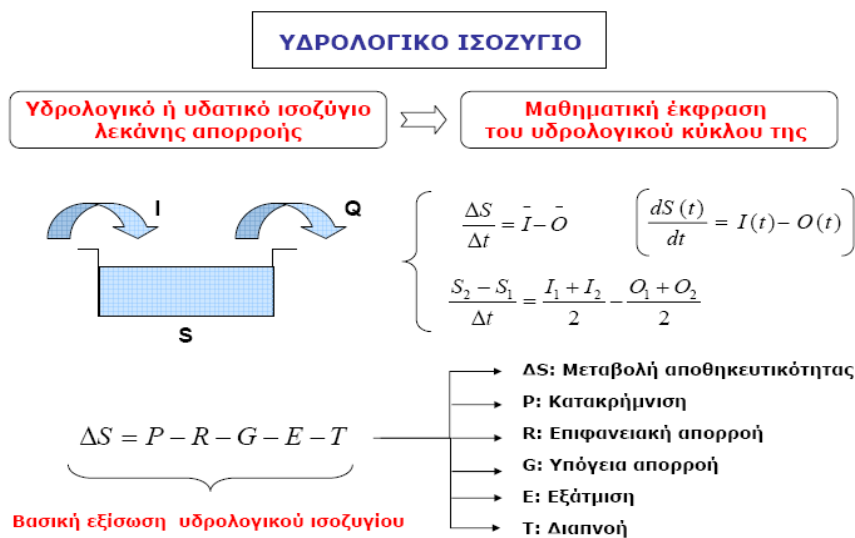 ΥΔΡΟΛΟΓΙΚΟ ΙΣΟΖΥΓΙΟ
Υδρολογικό ή υδατικό ισοζύγιο
λεκάνης απορροής
Μαθηματική έκφραση
του υδρολογικού κύκλου της
I
Q
S
ΔS/Δt = Ī − Ō
(dS(t)/dt = I(t) − O(t))
(S₂ − S₁)/Δt = (I₁ + I₂)/2 − (O₁ + O₂)/2
ΔS = P − R − G − E − T
Βασική εξίσωση υδρολογικού ισοζυγίου
ΔS: Μεταβολή αποθηκευτικότητας
P: Κατακρήμνιση
R: Επιφανειακή απορροή
G: Υπόγεια απορροή
E: Εξάτμιση
T: Διαπνοή